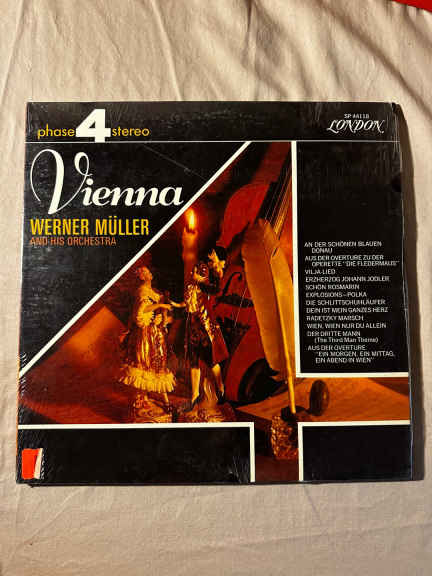 phase 4 stereo
SP 44118
LONDON
Vienna
WERNER MÜLLER
AND HIS ORCHESTRA
AN DER SCHÖNEN BLAUEN
DONAU
AUS DER OVERTURE ZU DER
OPERETTE "DIE FLEDERMAUS"
VILJA-LIED
ERZHERZOG JOHANN JODLER
SCHÖN ROSMARIN
EXPLOSIONS-POLKA
DIE SCHLITTSCHUHLÄUFER
DEIN IST MEIN GANZES HERZ
RADETZKY MARSCH
WIEN, WIEN NUR DU ALLEIN
DER DRITTE MANN
(The Third Man Theme)
AUS DER OVERTURE
"EIN MORGEN, EIN MITTAG,
EIN ABEND IN WIEN"